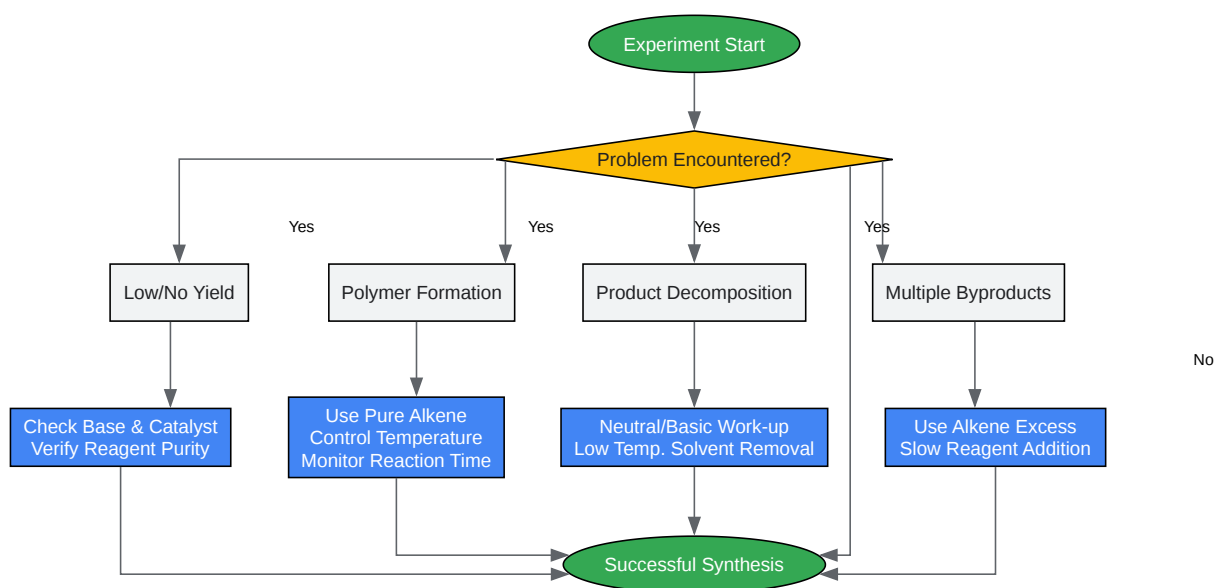 Experiment Start
Problem Encountered?
Yes
Yes
Yes
Yes
Low/No Yield
Polymer Formation
Product Decomposition
Multiple Byproducts
No
Check Base & Catalyst
Verify Reagent Purity
Use Pure Alkene
Control Temperature
Monitor Reaction Time
Neutral/Basic Work-up
Low Temp. Solvent Removal
Use Alkene Excess
Slow Reagent Addition
Successful Synthesis